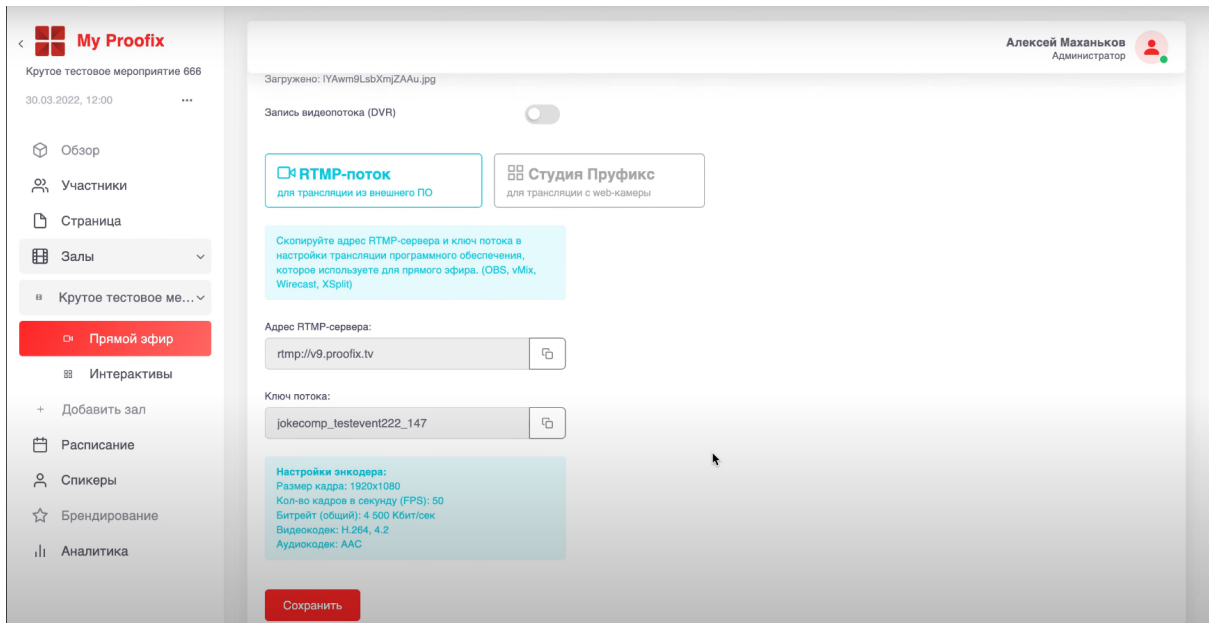 My Proofix
Крутое тестовое мероприятие 666
30.03.2022, 12:00
Обзор
Участники
Страница
Залы
Крутое тестовое ме...
Прямой эфир
Интерактивы
Добавить зал
Расписание
Спикеры
Брендирование
Аналитика
Алексей Маханьков
Администратор
Загружено: lYAwm9LsbXmjZAAu.jpg
Запись видеопотока (DVR)
RTMP-поток
для трансляции из внешнего ПО
Студия Пруфикс
для трансляции с web-камеры
Скопируйте адрес RTMP-сервера и ключ потока в
настройки трансляции программного обеспечения,
которое используете для прямого эфира. (OBS, vMix,
Wirecast, XSplit)
Адрес RTMP-сервера:
rtmp://v9.proofix.tv
Ключ потока:
jokecomp_testevent222_147
Настройки энкодера:
Размер кадра: 1920x1080
Кол-во кадров в секунду (FPS): 50
Битрейт (общий): 4 500 Кбит/сек
Видеокодек: H.264, 4.2
Аудиокодек: AAC
Сохранить